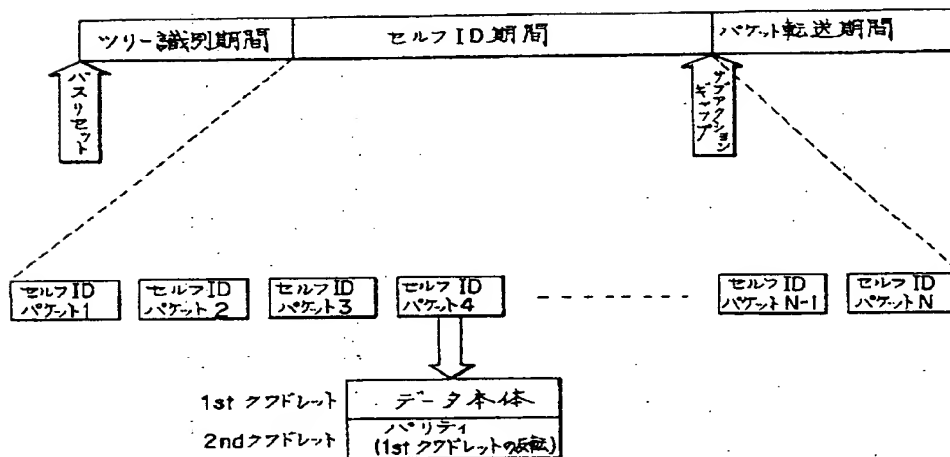 ツリー識別期間
セルフID期間
パケット転送期間
バスリセット
サブアクション
ギャップ
セルフID
パケット1
セルフID
パケット2
セルフID
パケット3
セルフID
パケット4
セルフID
パケットN-1
セルフID
パケットN
1stクワドレット
データ本体
2ndクワドレット
パリティ
(1stクワドレットの反転)